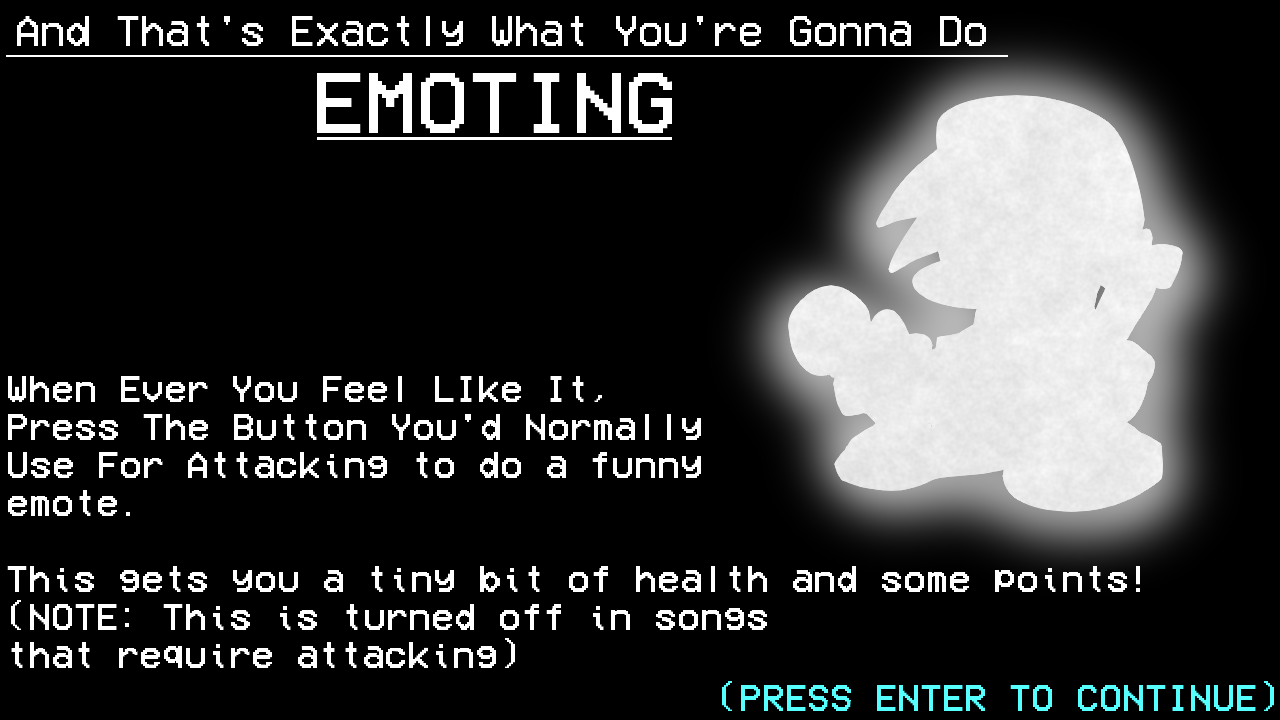 And That's Exactly What You're Gonna Do
EMOTING
When Ever You Feel LIke It,
Press The Button You'd Normally
Use For Attacking to do a funny
emote.
This gets you a tiny bit of health and some points!
(NOTE: This is turned off in songs
that require attacking)
(PRESS ENTER TO CONTINUE)